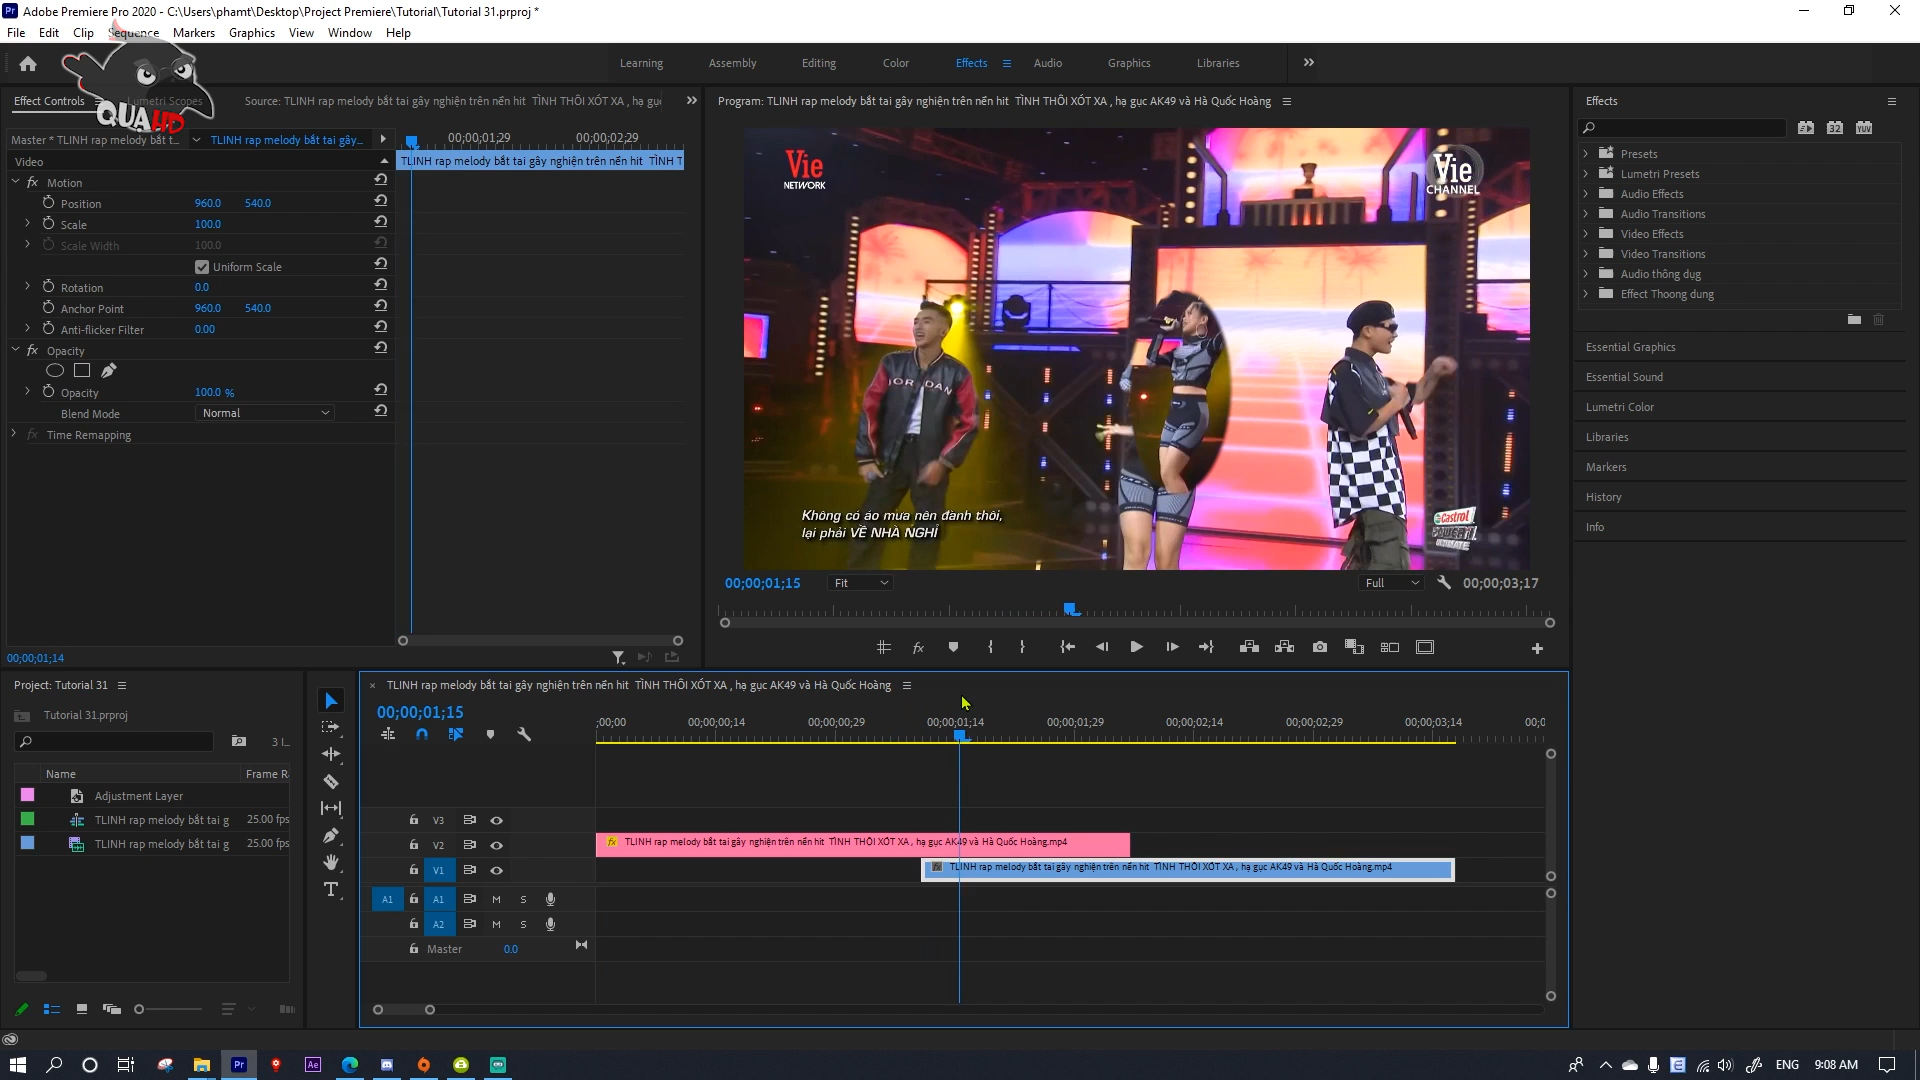 Adobe Premiere Pro 2020 - C:\Users\phamt\Desktop\Project Premiere\Tutorial\Tutorial 31.prproj *
File Edit Clip Sequence Markers Graphics View Window Help
Learning Assembly Editing Color Effects Audio Graphics Libraries
QUAHD
Effect Controls Lumetri Scopes Source: TLINH rap melody bắt tai gây nghiện trên nền hit TÌNH THÔI XÓT XA , hạ gụ
Program: TLINH rap melody bắt tai gây nghiện trên nền hit TÌNH THÔI XÓT XA , hạ gục AK49 và Hà Quốc Hoàng
Effects
Master * TLINH rap melody bắt t... TLINH rap melody bắt tai gây...
00;00;01;29 00;00;02;29
Video
TLINH rap melody bắt tai gây nghiện trên nền hit TÌNH T
Motion
Position 960.0 540.0
Scale 100.0
Scale Width 100.0
Uniform Scale
Rotation 0.0
Anchor Point 960.0 540.0
Anti-flicker Filter 0.00
Opacity
Opacity 100.0 %
Blend Mode Normal
Time Remapping
00;00;01;14
Vie
NETWORK
Vie
CHANNEL
JORDAN
Không có áo mưa nên đành thôi,
lại phải VỀ NHÀ NGHỈ
Castrol
POWER1
ULTIMATE
00;00;01;15 Fit Full 00;00;03;17
32 YUV
Presets
Lumetri Presets
Audio Effects
Audio Transitions
Video Effects
Video Transitions
Audio thông dụg
Effect Thoong dung
Essential Graphics
Essential Sound
Lumetri Color
Libraries
Markers
History
Info
Project: Tutorial 31
Tutorial 31.prproj
3 I...
Name Frame R
Adjustment Layer
TLINH rap melody bắt tai g 25.00 fps
TLINH rap melody bắt tai g 25.00 fps
TLINH rap melody bắt tai gây nghiện trên nền hit TÌNH THÔI XÓT XA , hạ gục AK49 và Hà Quốc Hoàng
00;00;01;15
;00;00 00;00;00;14 00;00;00;29 00;00;01;14 00;00;01;29 00;00;02;14 00;00;02;29 00;00;03;14 00;0
V3
V2 fx TLINH rap melody bắt tai gây nghiện trên nền hit TÌNH THÔI XÓT XA , hạ gục AK49 và Hà Quốc Hoàng.mp4
V1 fx TLINH rap melody bắt tai gây nghiện trên nền hit TÌNH THÔI XÓT XA , hạ gục AK49 và Hà Quốc Hoàng.mp4
A1 A1 M S
A2 M S
Master 0.0
Pr Ae ENG 9:08 AM